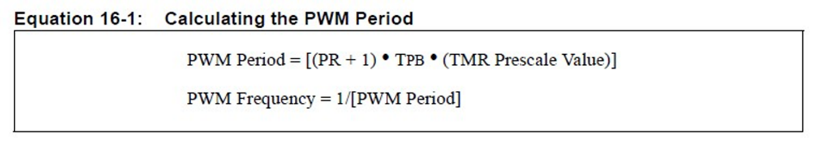 Equation 16-1: Calculating the PWM Period
PWM Period = [(PR + 1) • TPB • (TMR Prescale Value)]
PWM Frequency = 1/[PWM Period]